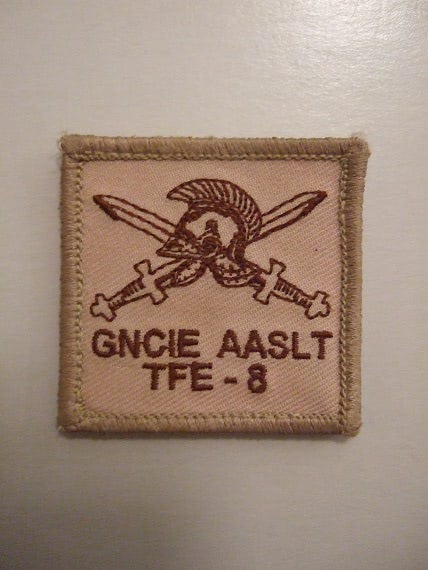 GNCIE AASLT
TFE - 8